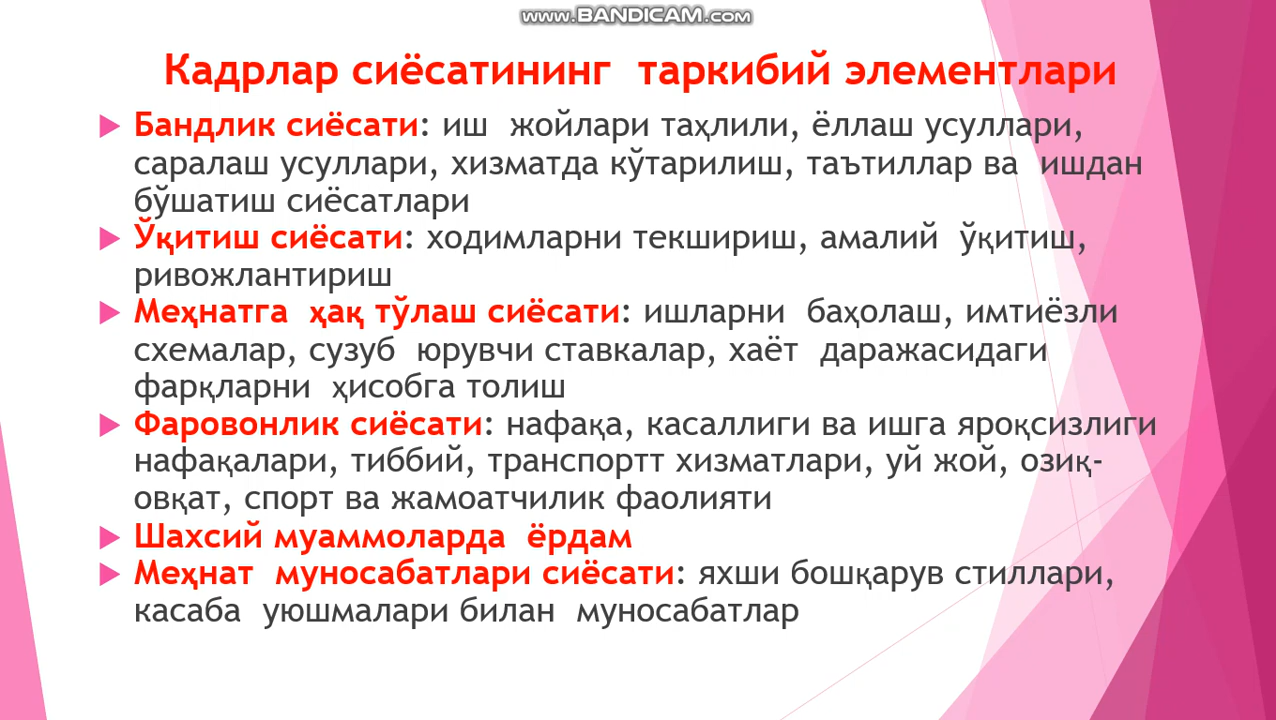 www.BANDICAM.com
Кадрлар сиёсатининг таркибий элементлари
Бандлик сиёсати: иш жойлари таҳлили, ёллаш усуллари,
саралаш усуллари, хизматда кўтарилиш, таътиллар ва ишдан
бўшатиш сиёсатлари
Ўқитиш сиёсати: ходимларни текшириш, амалий ўқитиш,
ривожлантириш
Меҳнатга ҳақ тўлаш сиёсати: ишларни баҳолаш, имтиёзли
схемалар, сузуб юрувчи ставкалар, хаёт даражасидаги
фарқларни ҳисобга толиш
Фаровонлик сиёсати: нафақа, касаллиги ва ишга яроқсизлиги
нафақалари, тиббий, транспортт хизматлари, уй жой, озиқ-
овқат, спорт ва жамоатчилик фаолияти
Шахсий муаммоларда ёрдам
Меҳнат муносабатлари сиёсати: яхши бошқарув стиллари,
касаба уюшмалари билан муносабатлар